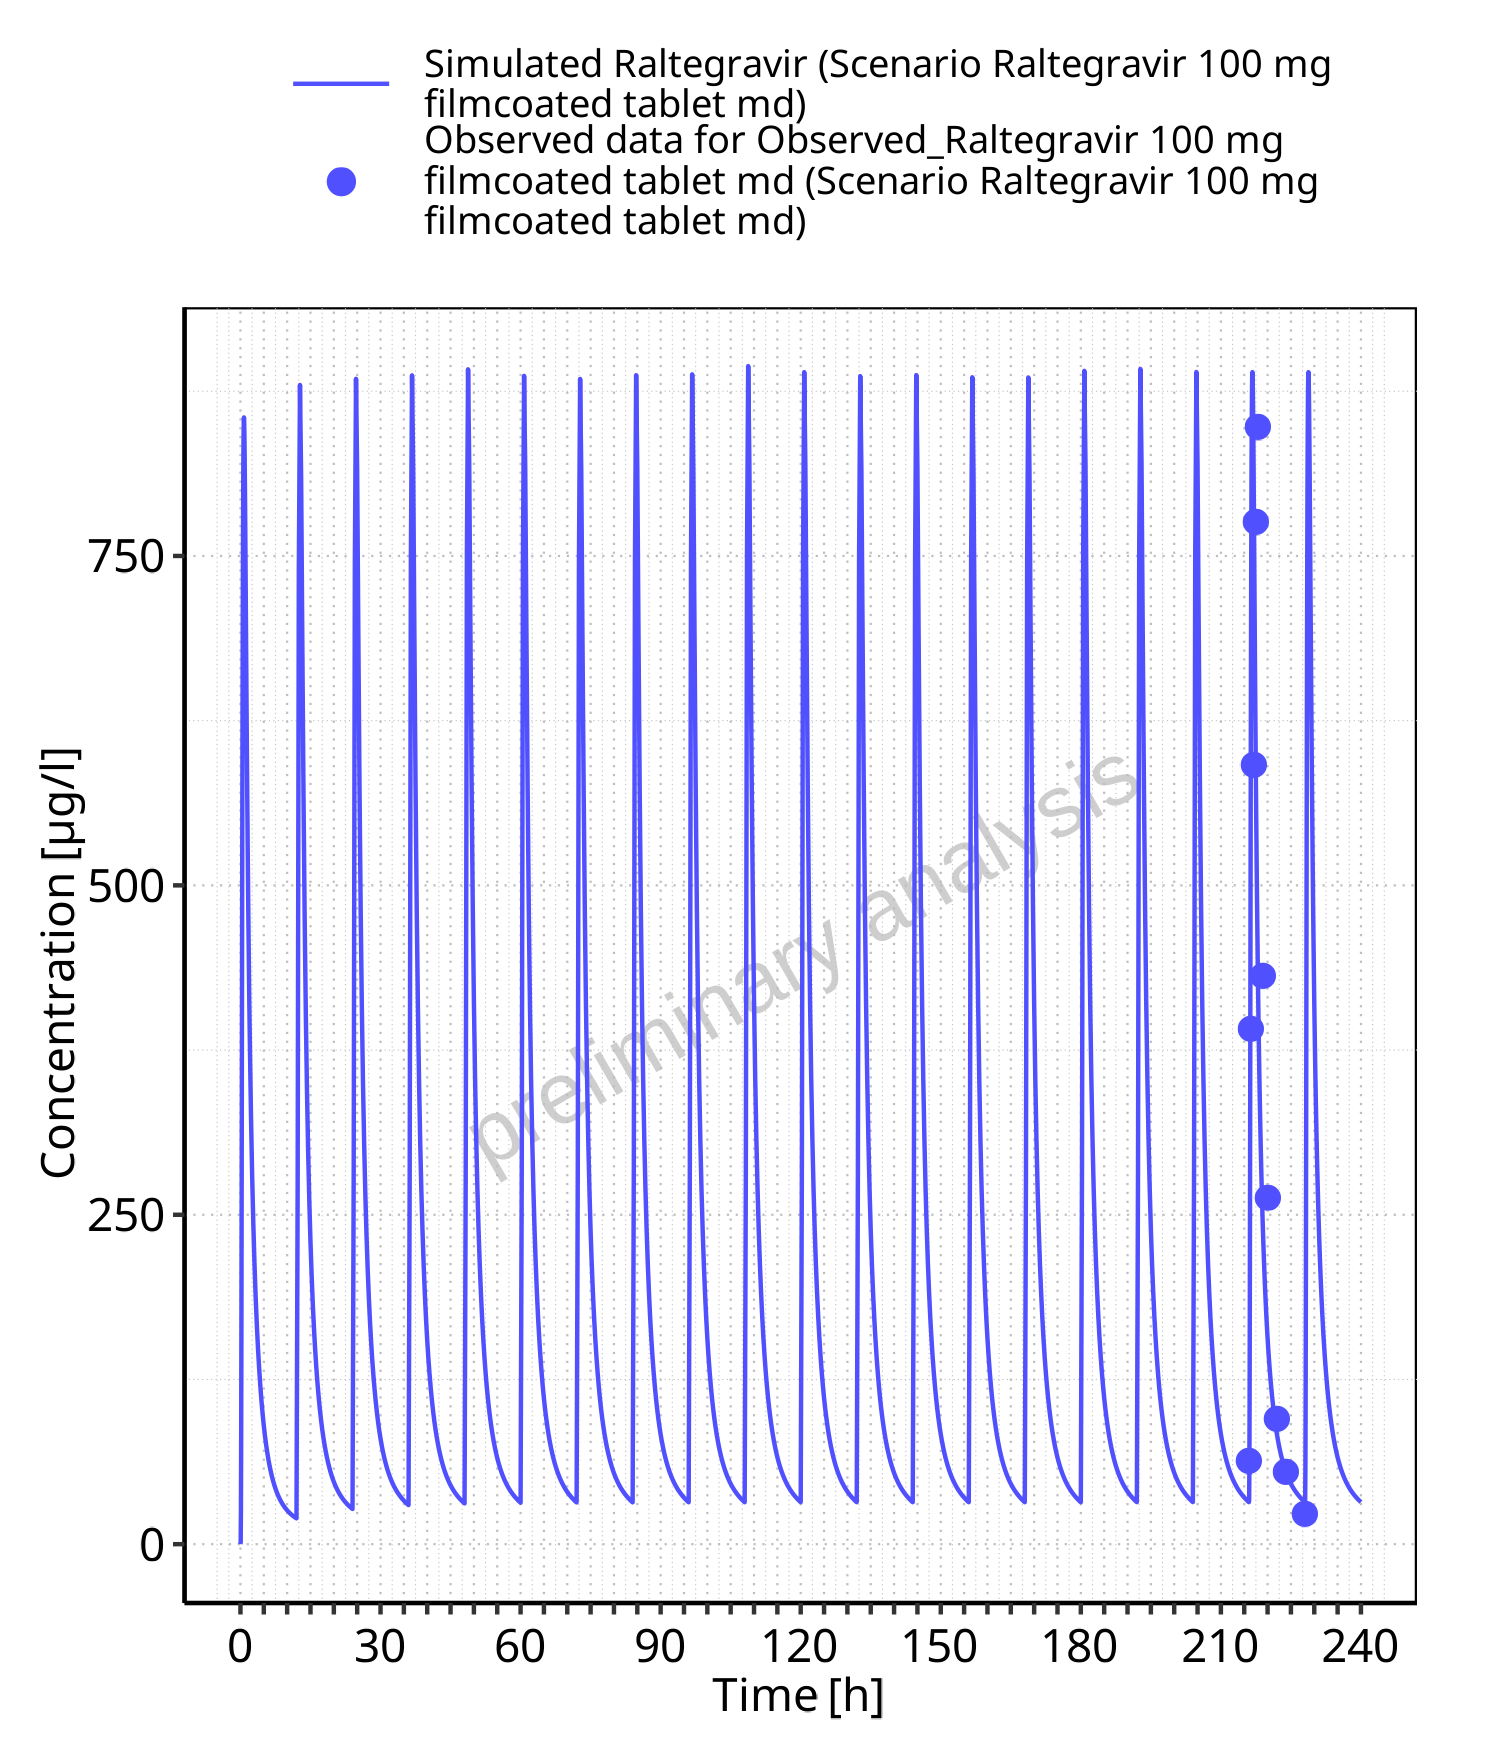 Simulated Raltegravir (Scenario Raltegravir 100 mg
filmcoated tablet md)
Observed data for Observed_Raltegravir 100 mg
filmcoated tablet md (Scenario Raltegravir 100 mg
filmcoated tablet md)
Concentration [µg/l]
750
500
250
0
preliminary analysis
0 30 60 90 120 150 180 210 240
Time [h]